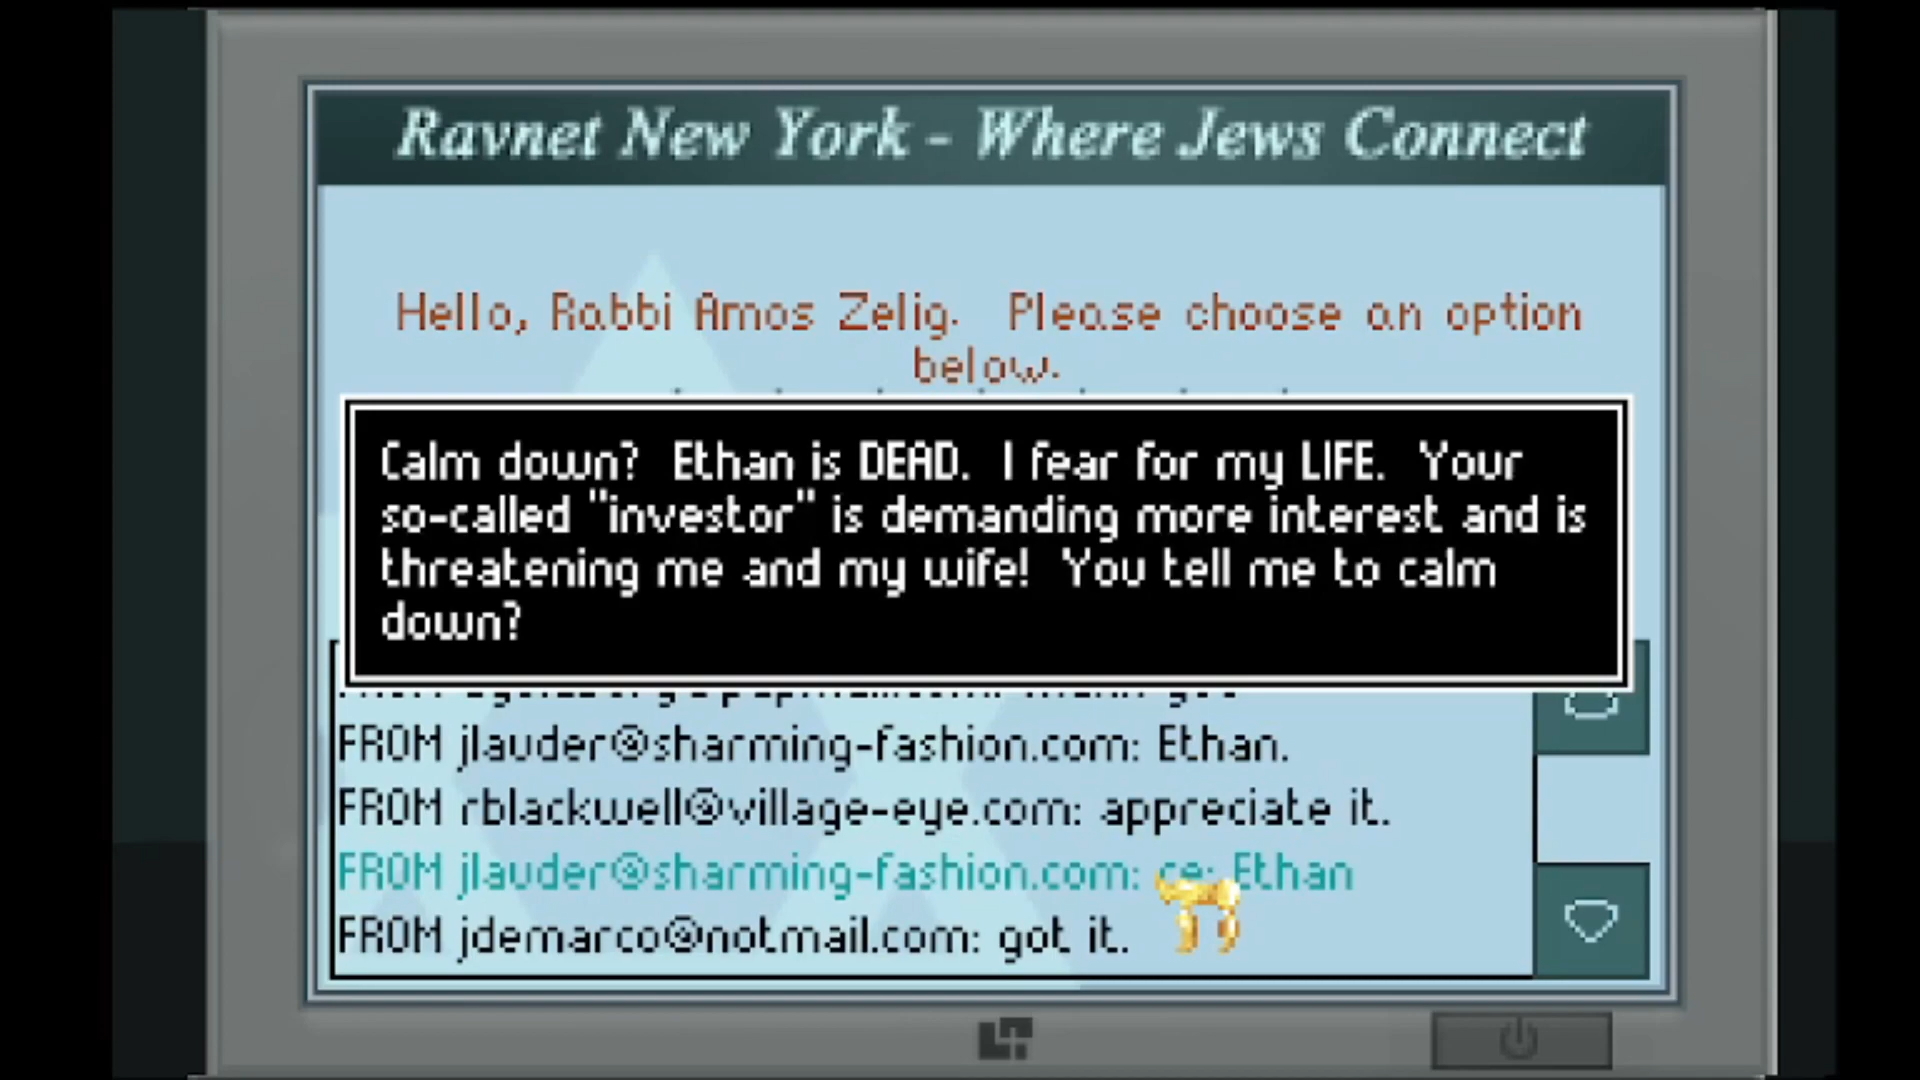 Ravnet New York - Where Jews Connect
Hello, Rabbi Amos Zelig. Please choose an option
below.
Calm down? Ethan is DEAD. I fear for my LIFE. Your
so-called "investor" is demanding more interest and is
threatening me and my wife! You tell me to calm
down?
FROM jlauder@sharming-fashion.com: Ethan.
FROM rblackwell@village-eye.com: appreciate it.
FROM jlauder@sharming-fashion.com: re: Ethan
FROM jdemarco@notmail.com: got it.